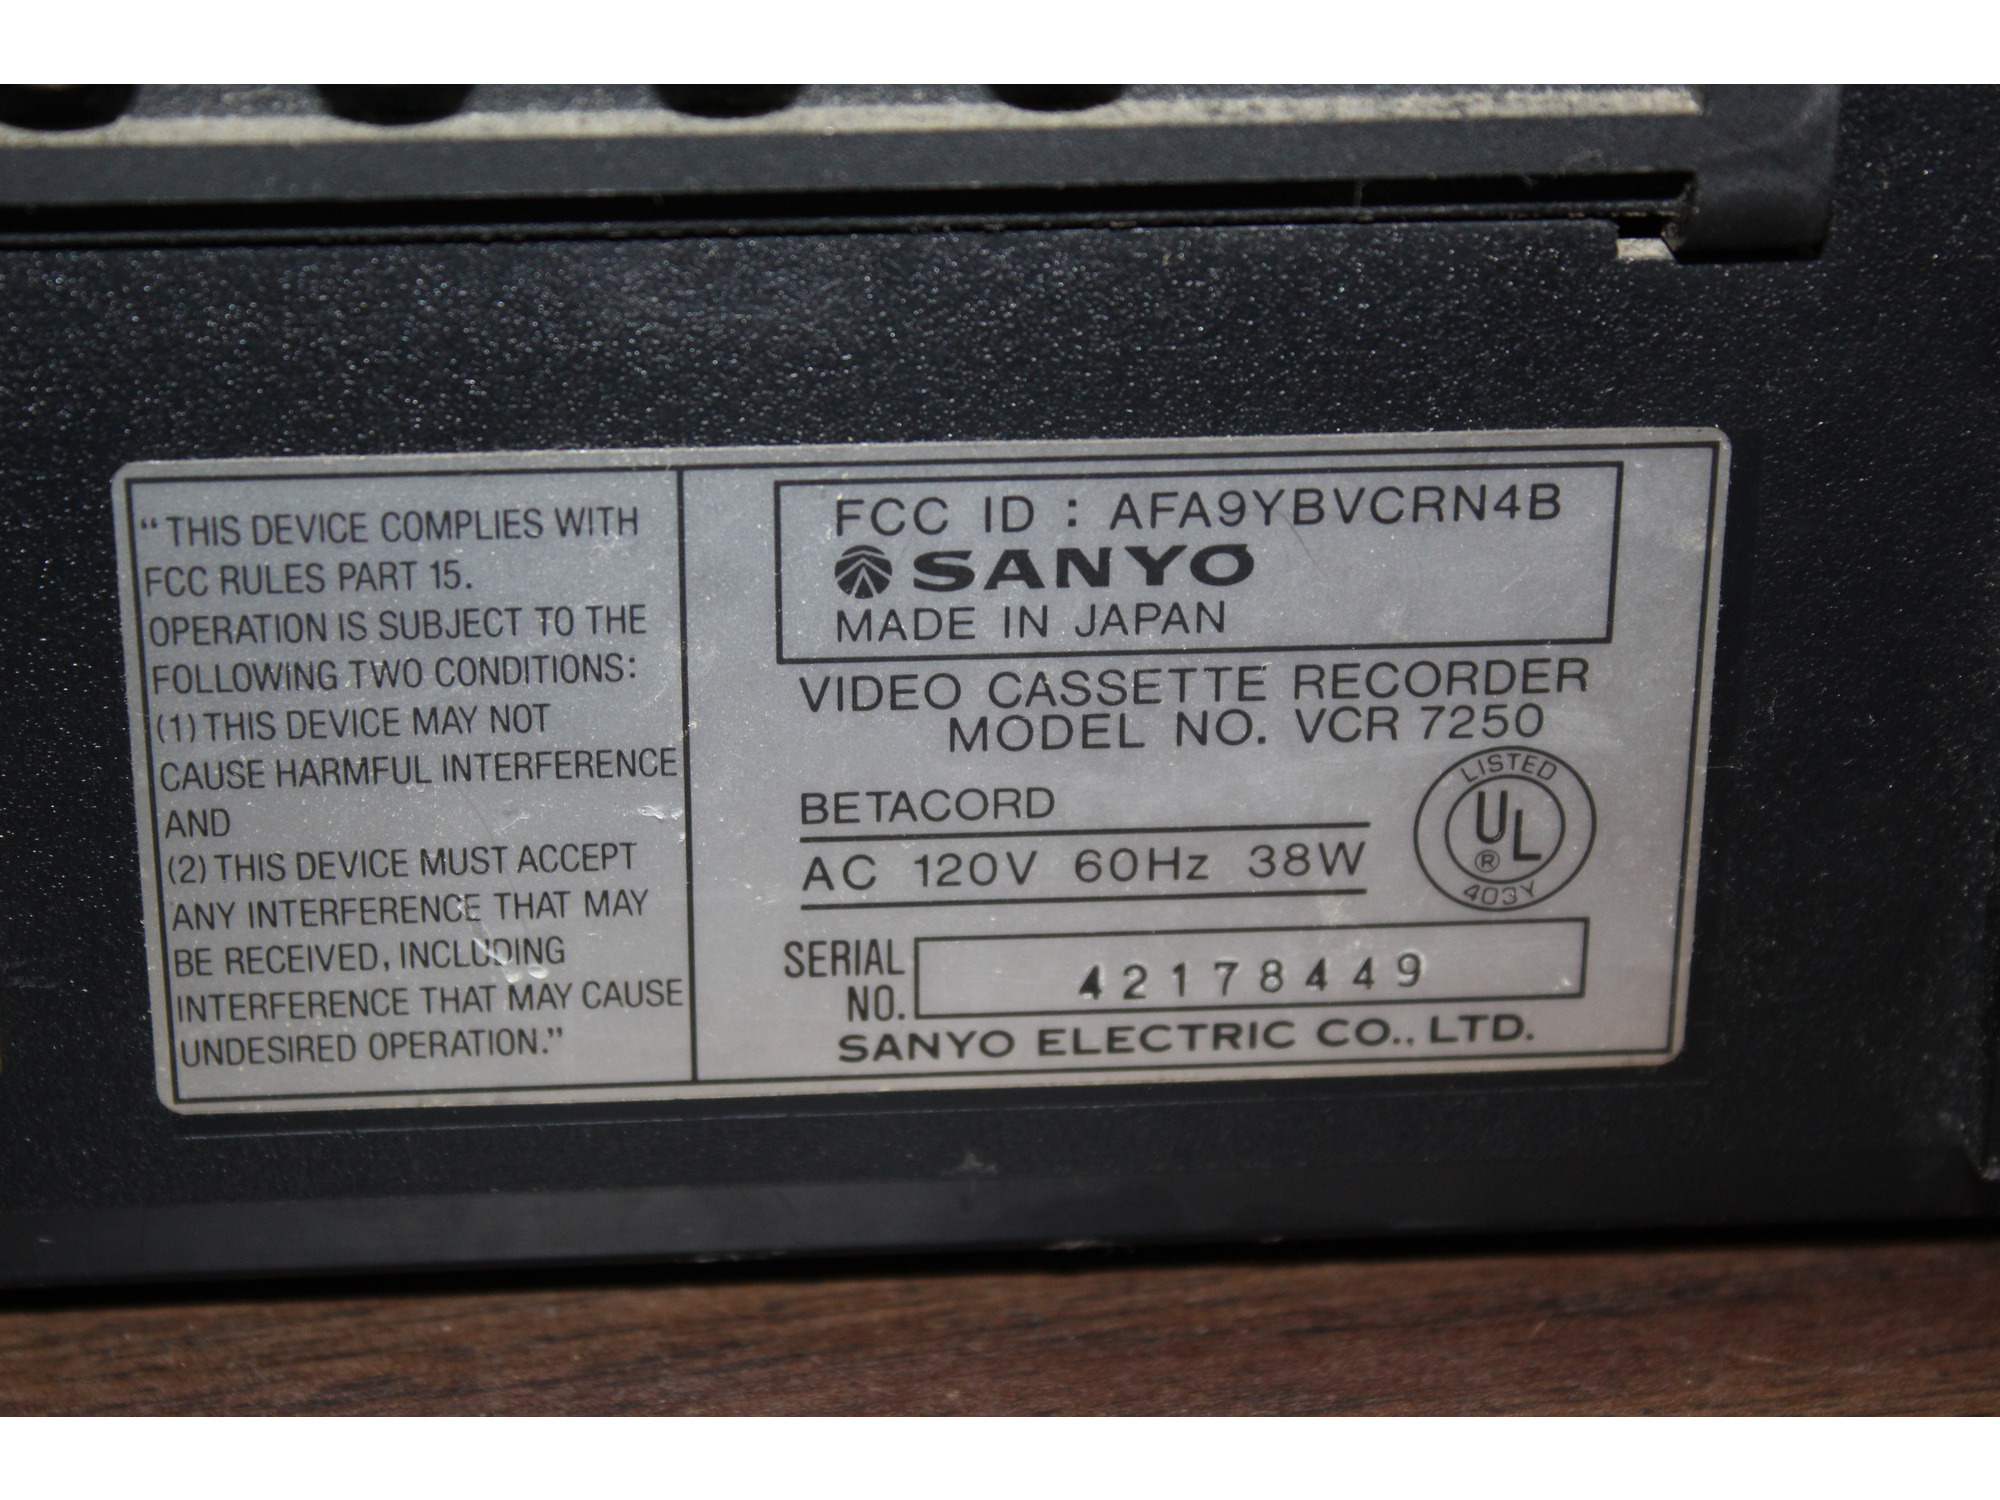 “ THIS DEVICE COMPLIES WITH
FCC RULES PART 15.
OPERATION IS SUBJECT TO THE
FOLLOWING TWO CONDITIONS:
(1) THIS DEVICE MAY NOT
CAUSE HARMFUL INTERFERENCE
AND
(2) THIS DEVICE MUST ACCEPT
ANY INTERFERENCE THAT MAY
BE RECEIVED, INCLUDING
INTERFERENCE THAT MAY CAUSE
UNDESIRED OPERATION.”
FCC ID : AFA9YBVCRN4B
SANYO
MADE IN JAPAN
VIDEO CASSETTE RECORDER
MODEL NO. VCR 7250
BETACORD
AC 120V 60Hz 38W
LISTED
UL
®
403Y
SERIAL
NO.
42178449
SANYO ELECTRIC CO., LTD.